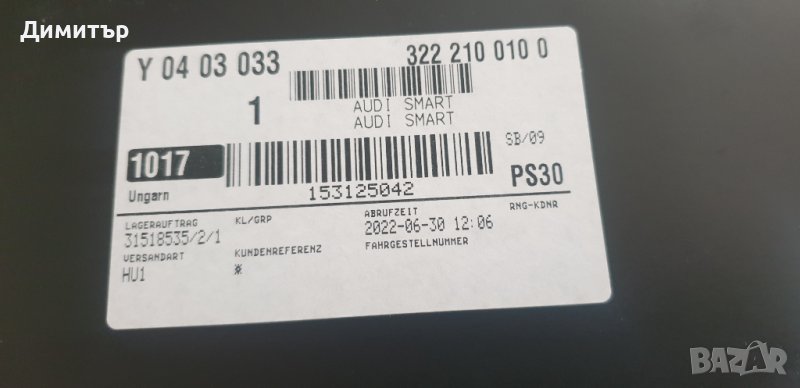 Димитър
Y 04 03 033
322 210 010 0
1
AUDI SMART
AUDI SMART
1017
SB/09
Ungarn
153125042
PS30
LAGERAUFTRAG
KL/GRP
ABRUFZEIT
RNG-KDNR
31518535/2/1
2022-06-30 12:06
VERSANDART
KUNDENREFERENZ
FAHRGESTELLNUMMER
HU1
*
BAZAR